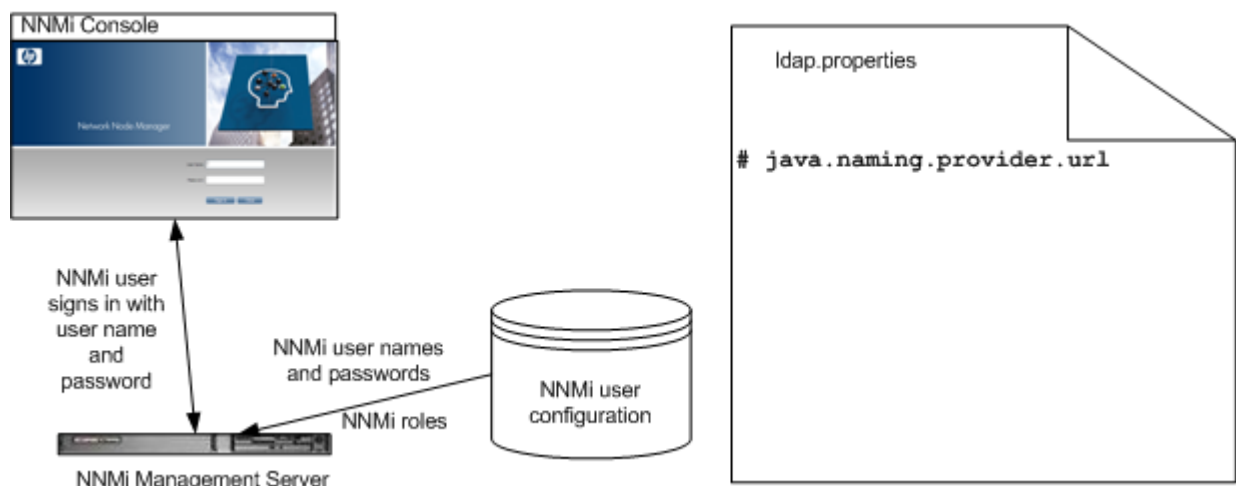 NNMi Console
hp
Network Node Manager
NNMi user
signs in with
user name
and
password
NNMi user names
and passwords
NNMi roles
NNMi user
configuration
NNMi Management Server
ldap.properties
# java.naming.provider.url